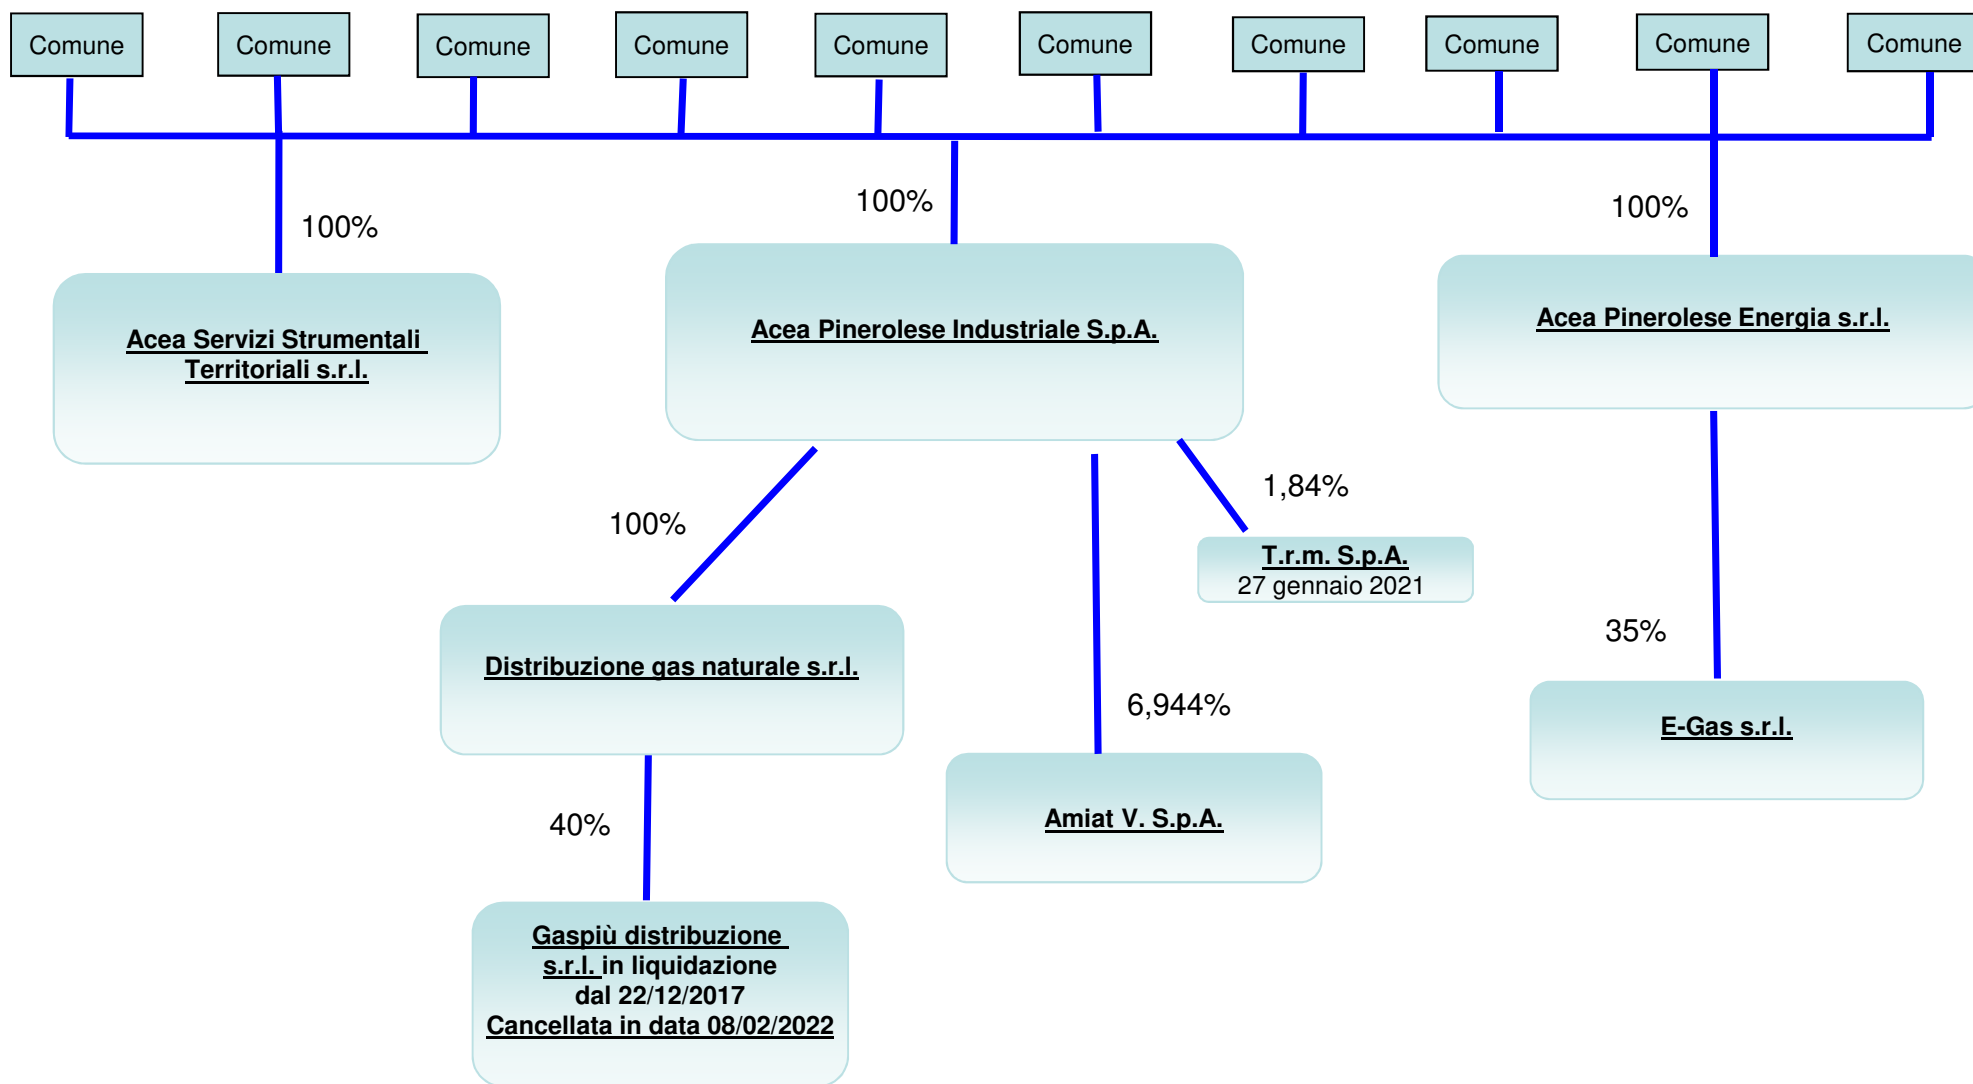 Comune
Comune
Comune
Comune
Comune
Comune
Comune
Comune
Comune
Comune
100%
100%
100%
Acea Servizi Strumentali
Territoriali s.r.l.
Acea Pinerolese Industriale S.p.A.
Acea Pinerolese Energia s.r.l.
100%
1,84%
T.r.m. S.p.A.
27 gennaio 2021
35%
Distribuzione gas naturale s.r.l.
6,944%
E-Gas s.r.l.
40%
Amiat V. S.p.A.
Gaspiù distribuzione
s.r.l. in liquidazione
dal 22/12/2017
Cancellata in data 08/02/2022